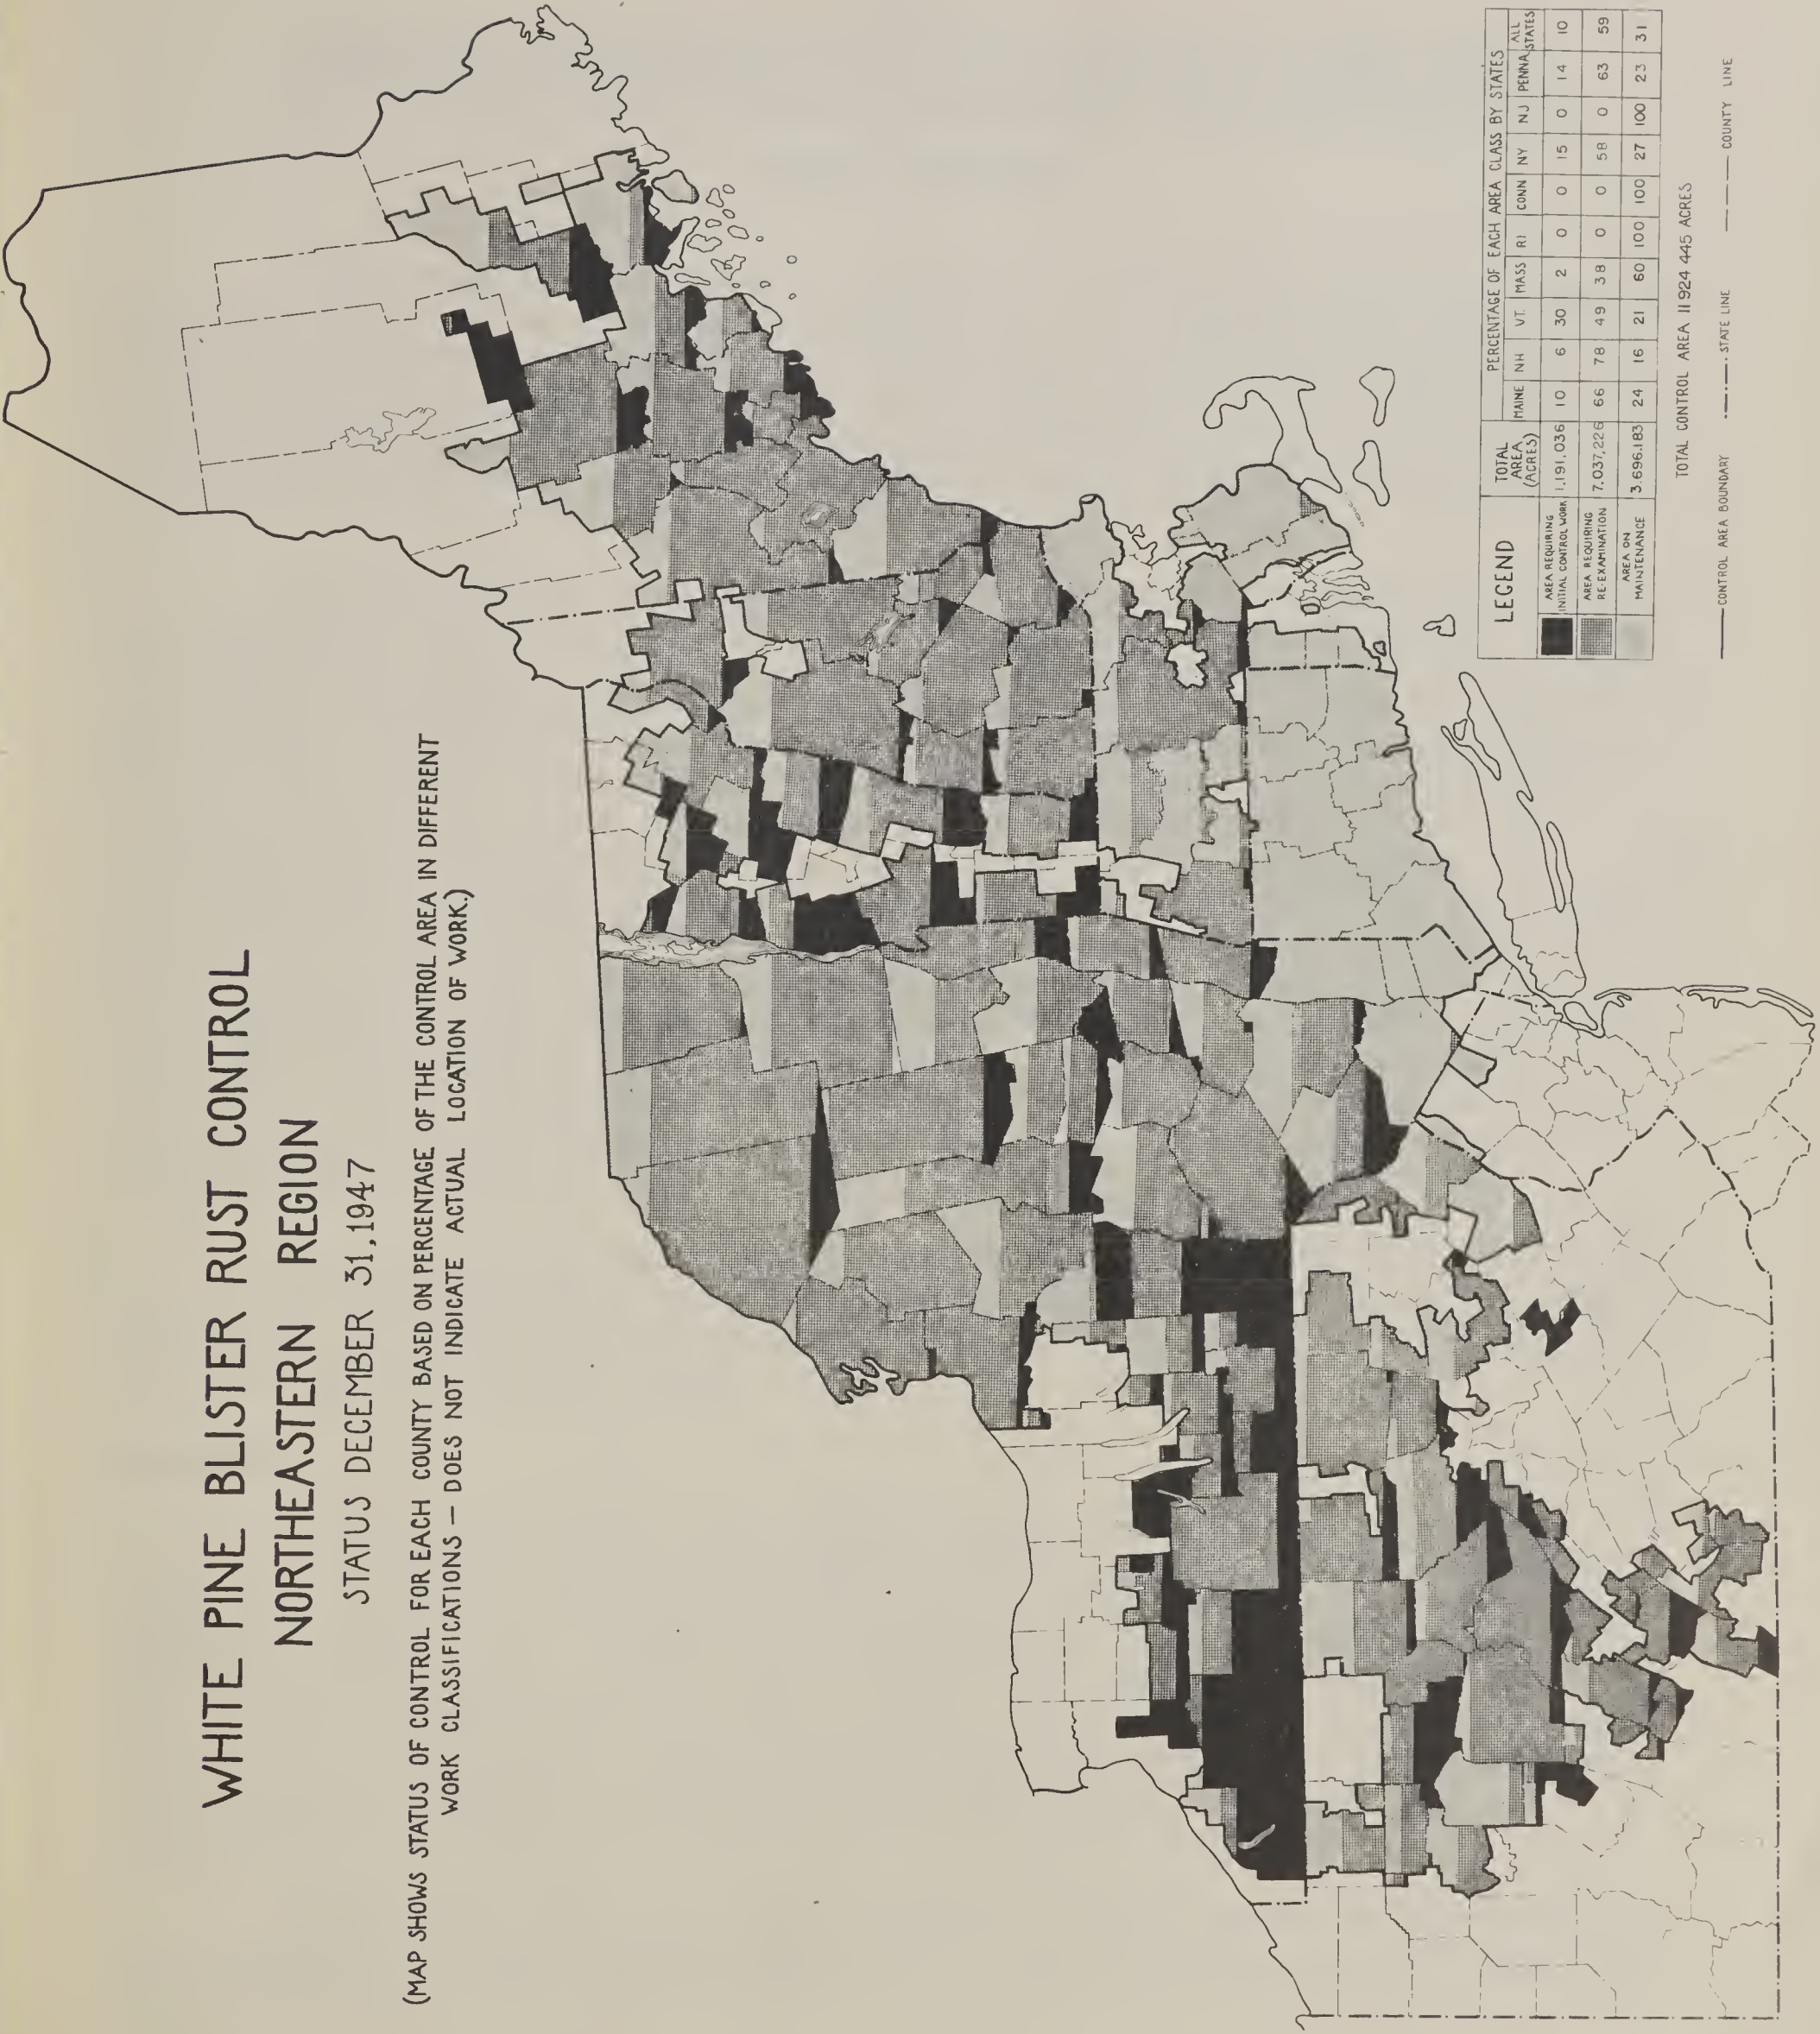 WHITE PINE BLISTER RUST CONTROL
NORTHEASTERN REGION
STATUS DECEMBER 31, 1947
(MAP SHOWS STATUS OF CONTROL FOR EACH COUNTY BASED ON PERCENTAGE OF THE CONTROL AREA IN DIFFERENT
WORK CLASSIFICATIONS — DOES NOT INDICATE ACTUAL LOCATION OF WORK.)
LEGEND
TOTAL AREA (ACRES)
PERCENTAGE OF EACH AREA CLASS BY STATES
MAINE NH VT. MASS RI CONN NY NJ PENNA. ALL STATES
AREA REQUIRING INITIAL CONTROL WORK 1,191,036 10 6 30 2 0 0 15 0 14 10
AREA REQUIRING RE-EXAMINATION 7,037,226 66 78 49 38 0 0 58 0 63 59
AREA ON MAINTENANCE 3,696,183 24 16 21 60 100 100 27 100 23 31
TOTAL CONTROL AREA 11 924 445 ACRES
CONTROL AREA BOUNDARY STATE LINE COUNTY LINE